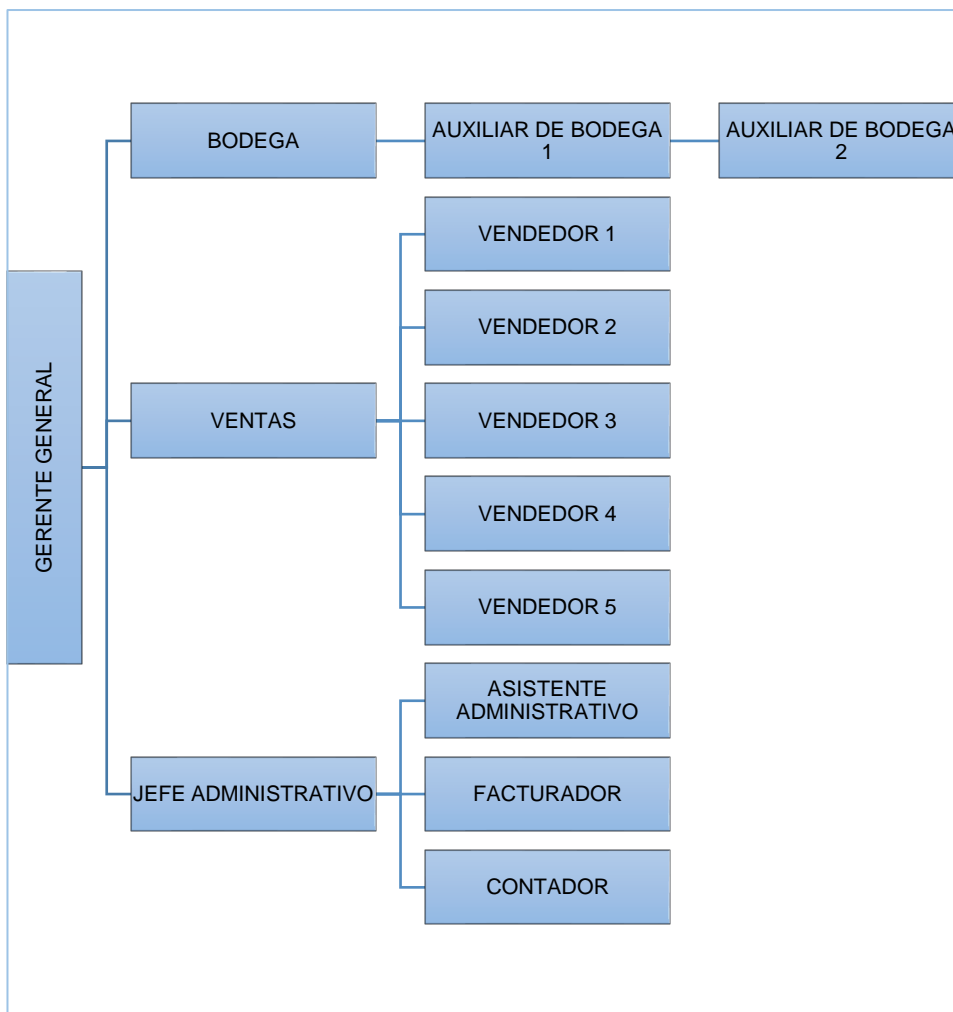 GERENTE GENERAL
BODEGA
AUXILIAR DE BODEGA
1
AUXILIAR DE BODEGA
2
VENTAS
VENDEDOR 1
VENDEDOR 2
VENDEDOR 3
VENDEDOR 4
VENDEDOR 5
JEFE ADMINISTRATIVO
ASISTENTE
ADMINISTRATIVO
FACTURADOR
CONTADOR